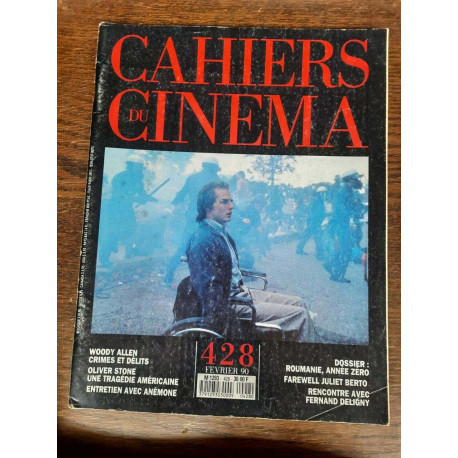 CAHIERS
DU
CINEMA
WOODY ALLEN
CRIMES ET DÉLITS
OLIVER STONE
UNE TRAGÉDIE AMÉRICAINE
ENTRETIEN AVEC ANÉMONE
428
FÉVRIER 90
DOSSIER :
ROUMANIE, ANNÉE ZÉRO
FAREWELL JULIET BERTO
RENCONTRE AVEC
FERNAND DELIGNY